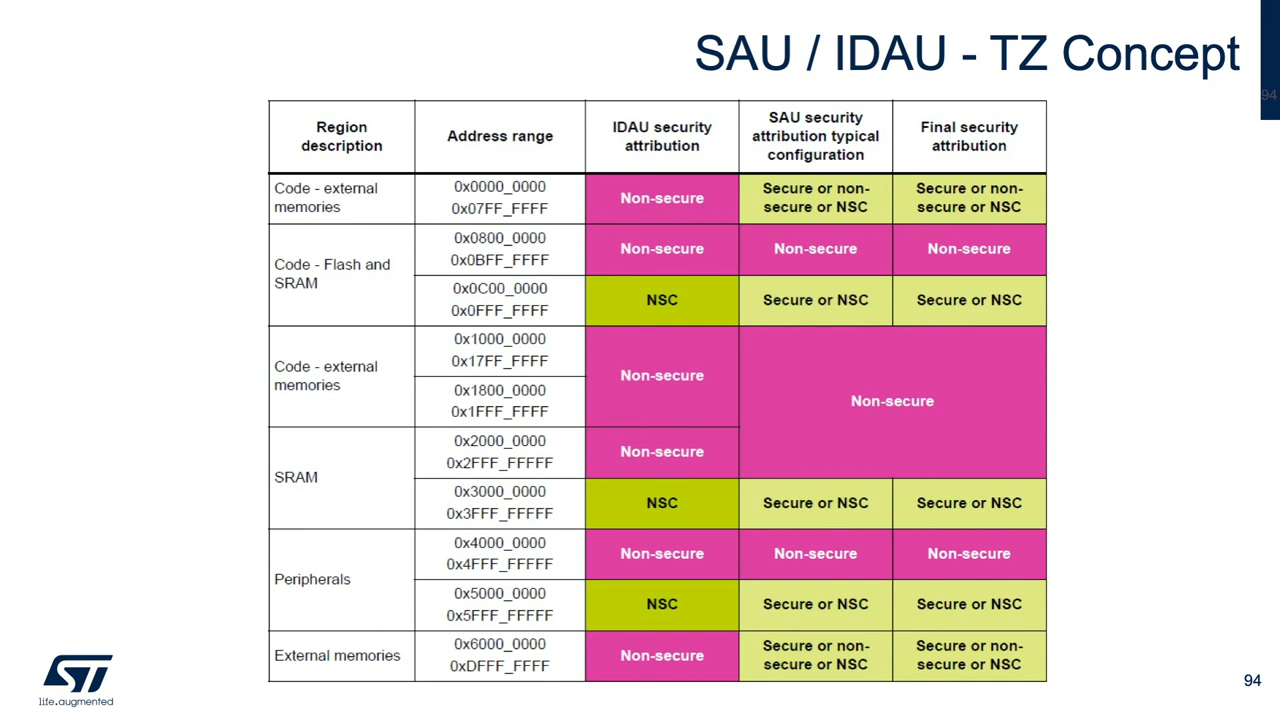 SAU / IDAU - TZ Concept
94
Region
description
Address range
IDAU security
attribution
SAU security
attribution typical
configuration
Final security
attribution
Code - external
memories
0x0000_0000
0x07FF_FFFF
Non-secure
Secure or non-
secure or NSC
Secure or non-
secure or NSC
Code - Flash and
SRAM
0x0800_0000
0x0BFF_FFFF
Non-secure
Non-secure
Non-secure
0x0C00_0000
0x0FFF_FFFF
NSC
Secure or NSC
Secure or NSC
Code - external
memories
0x1000_0000
0x17FF_FFFF
Non-secure
Non-secure
0x1800_0000
0x1FFF_FFFF
SRAM
0x2000_0000
0x2FFF_FFFFF
Non-secure
0x3000_0000
0x3FFF_FFFFF
NSC
Secure or NSC
Secure or NSC
Peripherals
0x4000_0000
0x4FFF_FFFFF
Non-secure
Non-secure
Non-secure
0x5000_0000
0x5FFF_FFFFF
NSC
Secure or NSC
Secure or NSC
External memories
0x6000_0000
0xDFFF_FFFF
Non-secure
Secure or non-
secure or NSC
Secure or non-
secure or NSC
ST
life.augmented
94